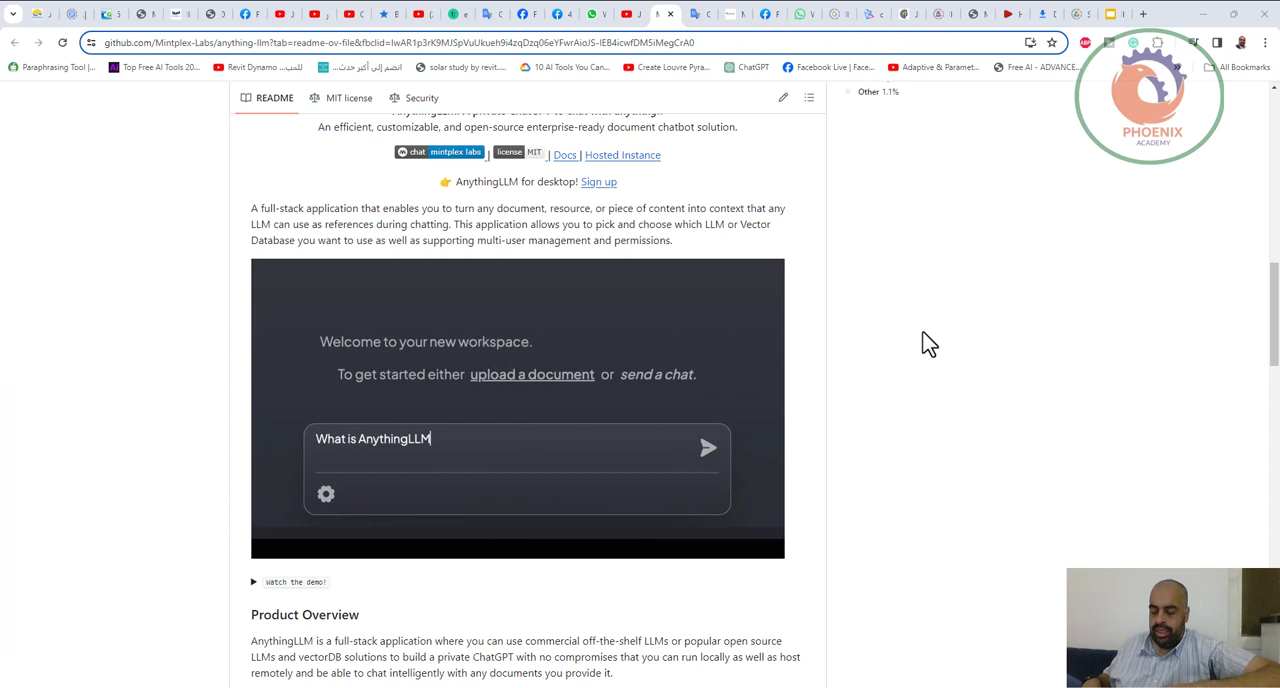 github.com/Mintplex-Labs/anything-llm?tab=readme-ov-file&fbclid=IwAR1p3rK9MJSpVuUkueh9i4zqDzq06eYFwrAioJS-IEB4icwfDM5iMegCrA0
Paraphrasing Tool |...
Top Free AI Tools 20...
Revit Dynamo للمب...
انضم إلى أكبر حدث...
solar study by revit....
10 AI Tools You Can...
Create Louvre Pyra...
ChatGPT
Facebook Live | Face...
Adaptive & Paramet...
Free AI - ADVANCE...
All Bookmarks
PHOENIX
ACADEMY
README
MIT license
Security
Other 1.1%
An efficient, customizable, and open-source enterprise-ready document chatbot solution.
chat mintplex labs | license MIT | Docs | Hosted Instance
👉 AnythingLLM for desktop! Sign up
A full-stack application that enables you to turn any document, resource, or piece of content into context that any
LLM can use as references during chatting. This application allows you to pick and choose which LLM or Vector
Database you want to use as well as supporting multi-user management and permissions.
Welcome to your new workspace.
To get started either upload a document or send a chat.
What is AnythingLLM
Watch the demo!
Product Overview
AnythingLLM is a full-stack application where you can use commercial off-the-shelf LLMs or popular open source
LLMs and vectorDB solutions to build a private ChatGPT with no compromises that you can run locally as well as host
remotely and be able to chat intelligently with any documents you provide it.